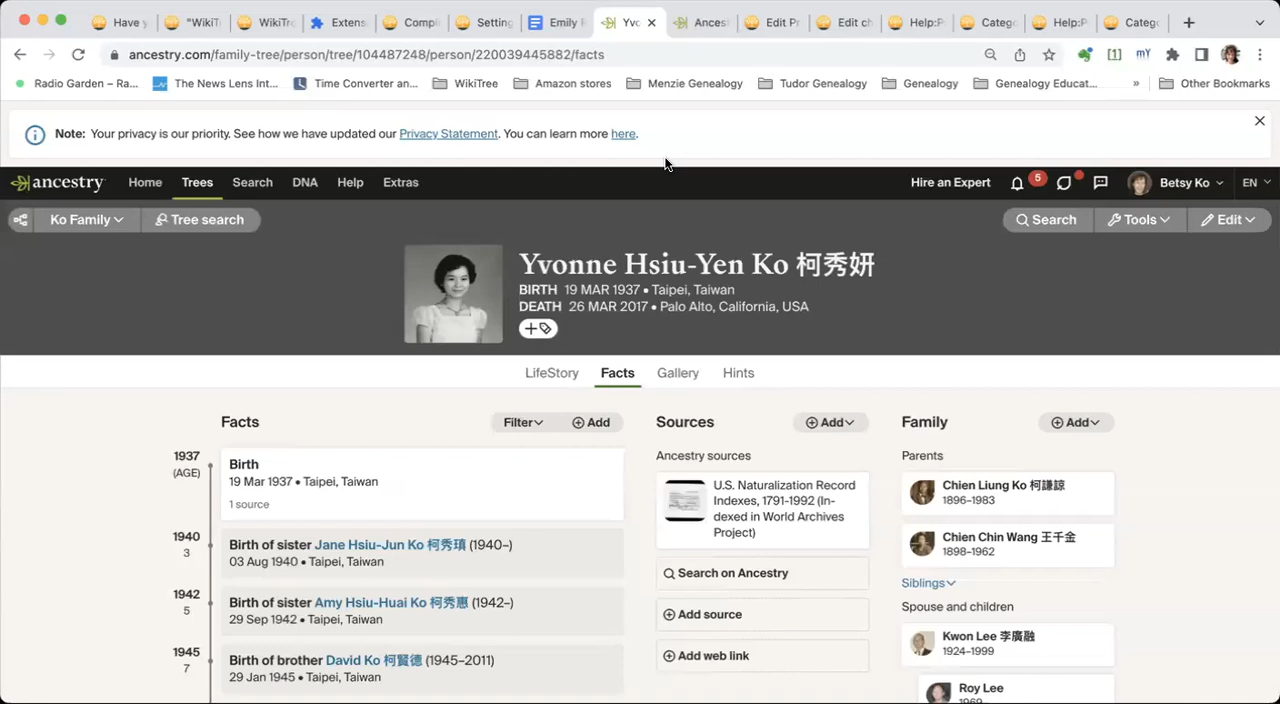 Have y
"WikiT
WikiTre
Extens
Compl
Setting
Emily F
Yvo
Ances
Edit Pr
Edit ch
Help:P
Catego
Help:P
Catego
ancestry.com/family-tree/person/tree/104487248/person/220039445882/facts
[1]
mY
Radio Garden – Ra...
The News Lens Int...
Time Converter an...
WikiTree
Amazon stores
Menzie Genealogy
Tudor Genealogy
Genealogy
Genealogy Educat...
»
Other Bookmarks
Note: Your privacy is our priority. See how we have updated our Privacy Statement. You can learn more here.
ancestry
Home
Trees
Search
DNA
Help
Extras
Hire an Expert
5
Betsy Ko
EN
Ko Family
Tree search
Search
Tools
Edit
Yvonne Hsiu-Yen Ko 柯秀妍
BIRTH 19 MAR 1937 • Taipei, Taiwan
DEATH 26 MAR 2017 • Palo Alto, California, USA
LifeStory
Facts
Gallery
Hints
Facts
Filter
Add
1937
(AGE)
Birth
19 Mar 1937 • Taipei, Taiwan
1 source
1940
3
Birth of sister Jane Hsiu-Jun Ko 柯秀瑱 (1940–)
03 Aug 1940 • Taipei, Taiwan
1942
5
Birth of sister Amy Hsiu-Huai Ko 柯秀惠 (1942–)
29 Sep 1942 • Taipei, Taiwan
1945
7
Birth of brother David Ko 柯賢德 (1945–2011)
29 Jan 1945 • Taipei, Taiwan
Sources
Add
Ancestry sources
U.S. Naturalization Record
Indexes, 1791-1992 (In-
dexed in World Archives
Project)
Search on Ancestry
Add source
Add web link
Family
Add
Parents
Chien Liung Ko 柯謙諒
1896–1983
Chien Chin Wang 王千金
1898–1962
Siblings
Spouse and children
Kwon Lee 李廣融
1924–1999
Roy Lee
1969–